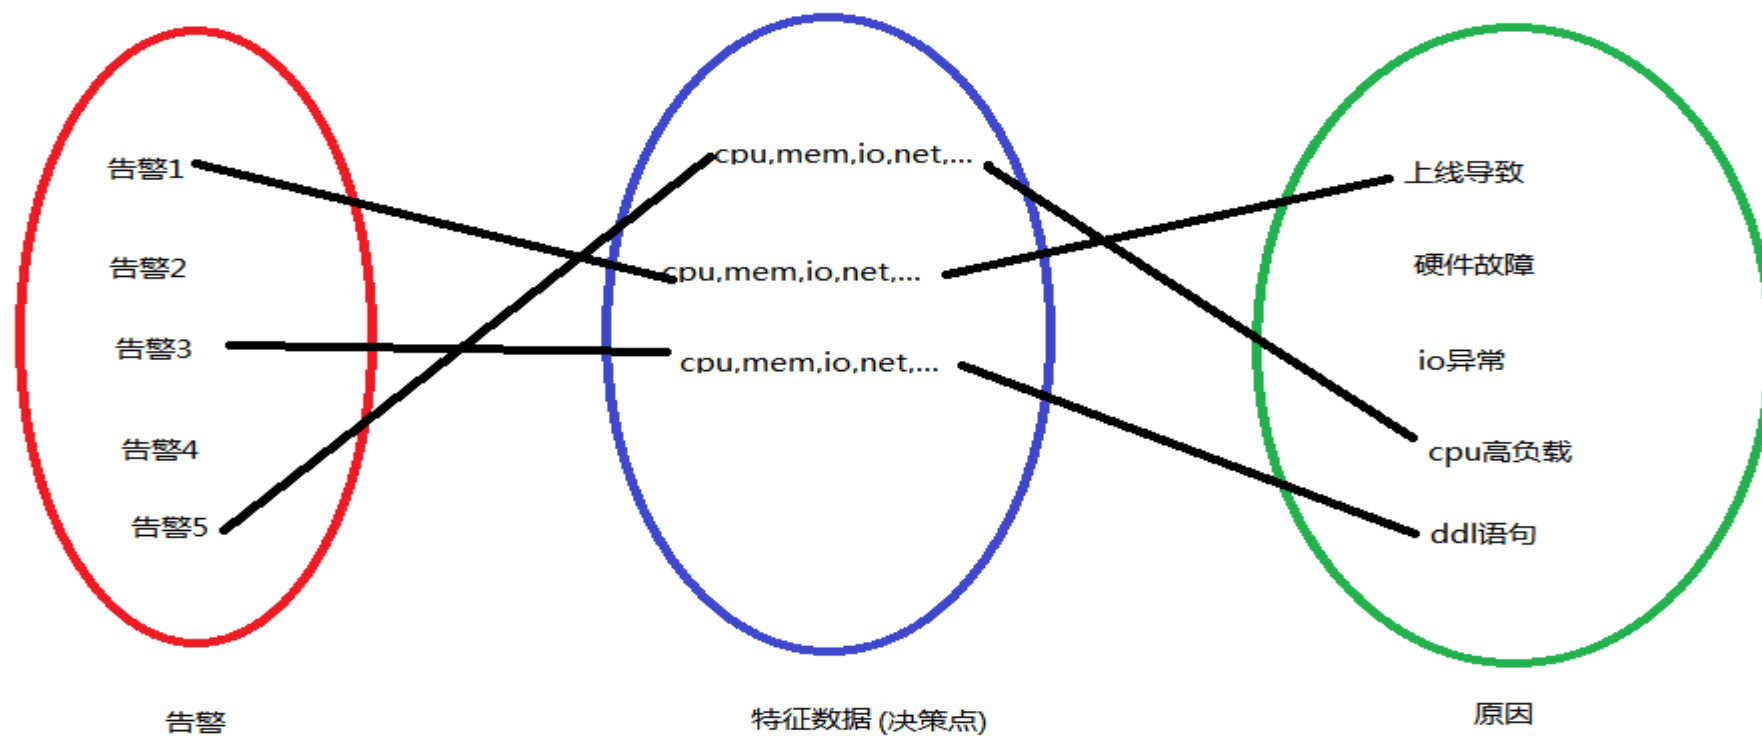 告警1
告警2
告警3
告警4
告警5
告警
cpu,mem,io,net,...
cpu,mem,io,net,...
cpu,mem,io,net,...
特征数据 (决策点)
上线导致
硬件故障
io异常
cpu高负载
ddl语句
原因